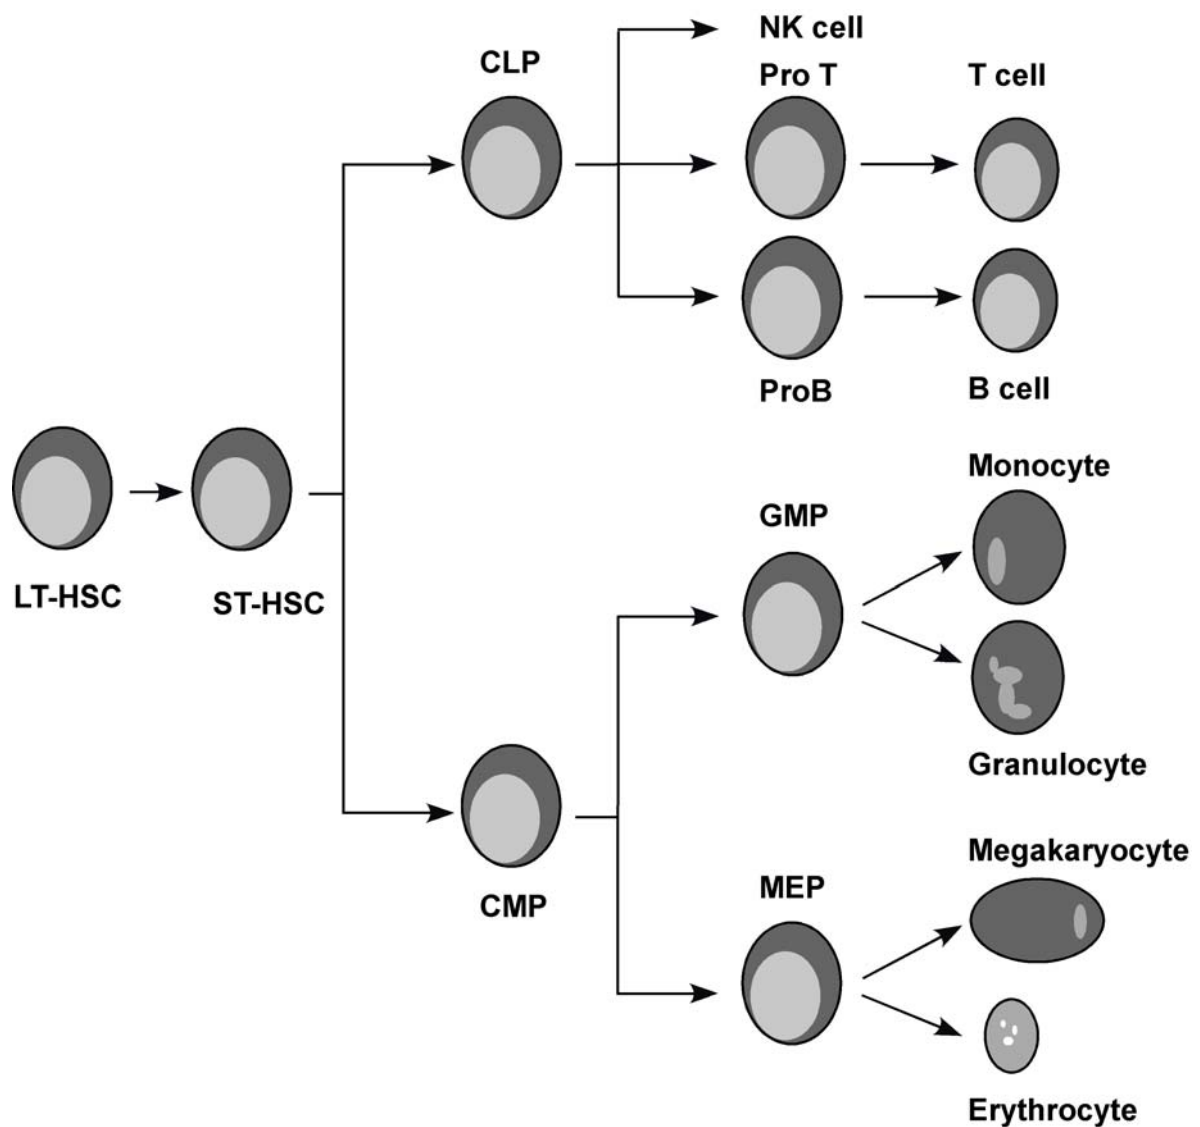 NK cell
CLP
Pro T
T cell
ProB
B cell
Monocyte
GMP
LT-HSC
ST-HSC
Granulocyte
Megakaryocyte
MEP
CMP
Erythrocyte